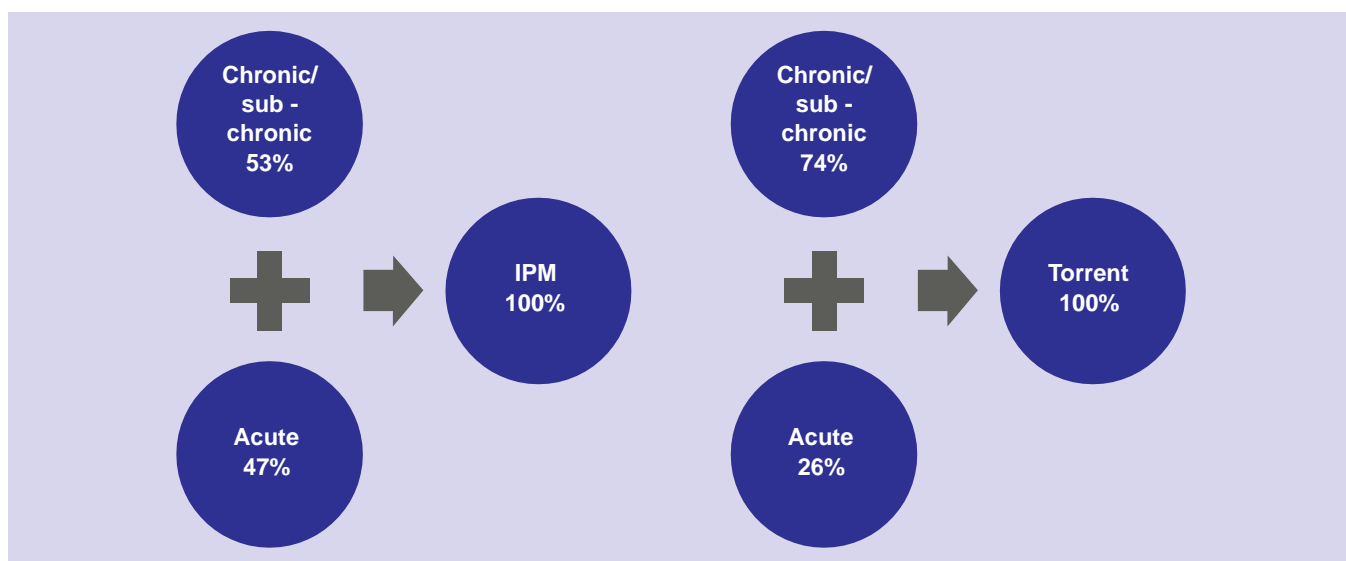 Chronic/
sub -
chronic
53%
Acute
47%
IPM
100%
Chronic/
sub -
chronic
74%
Acute
26%
Torrent
100%